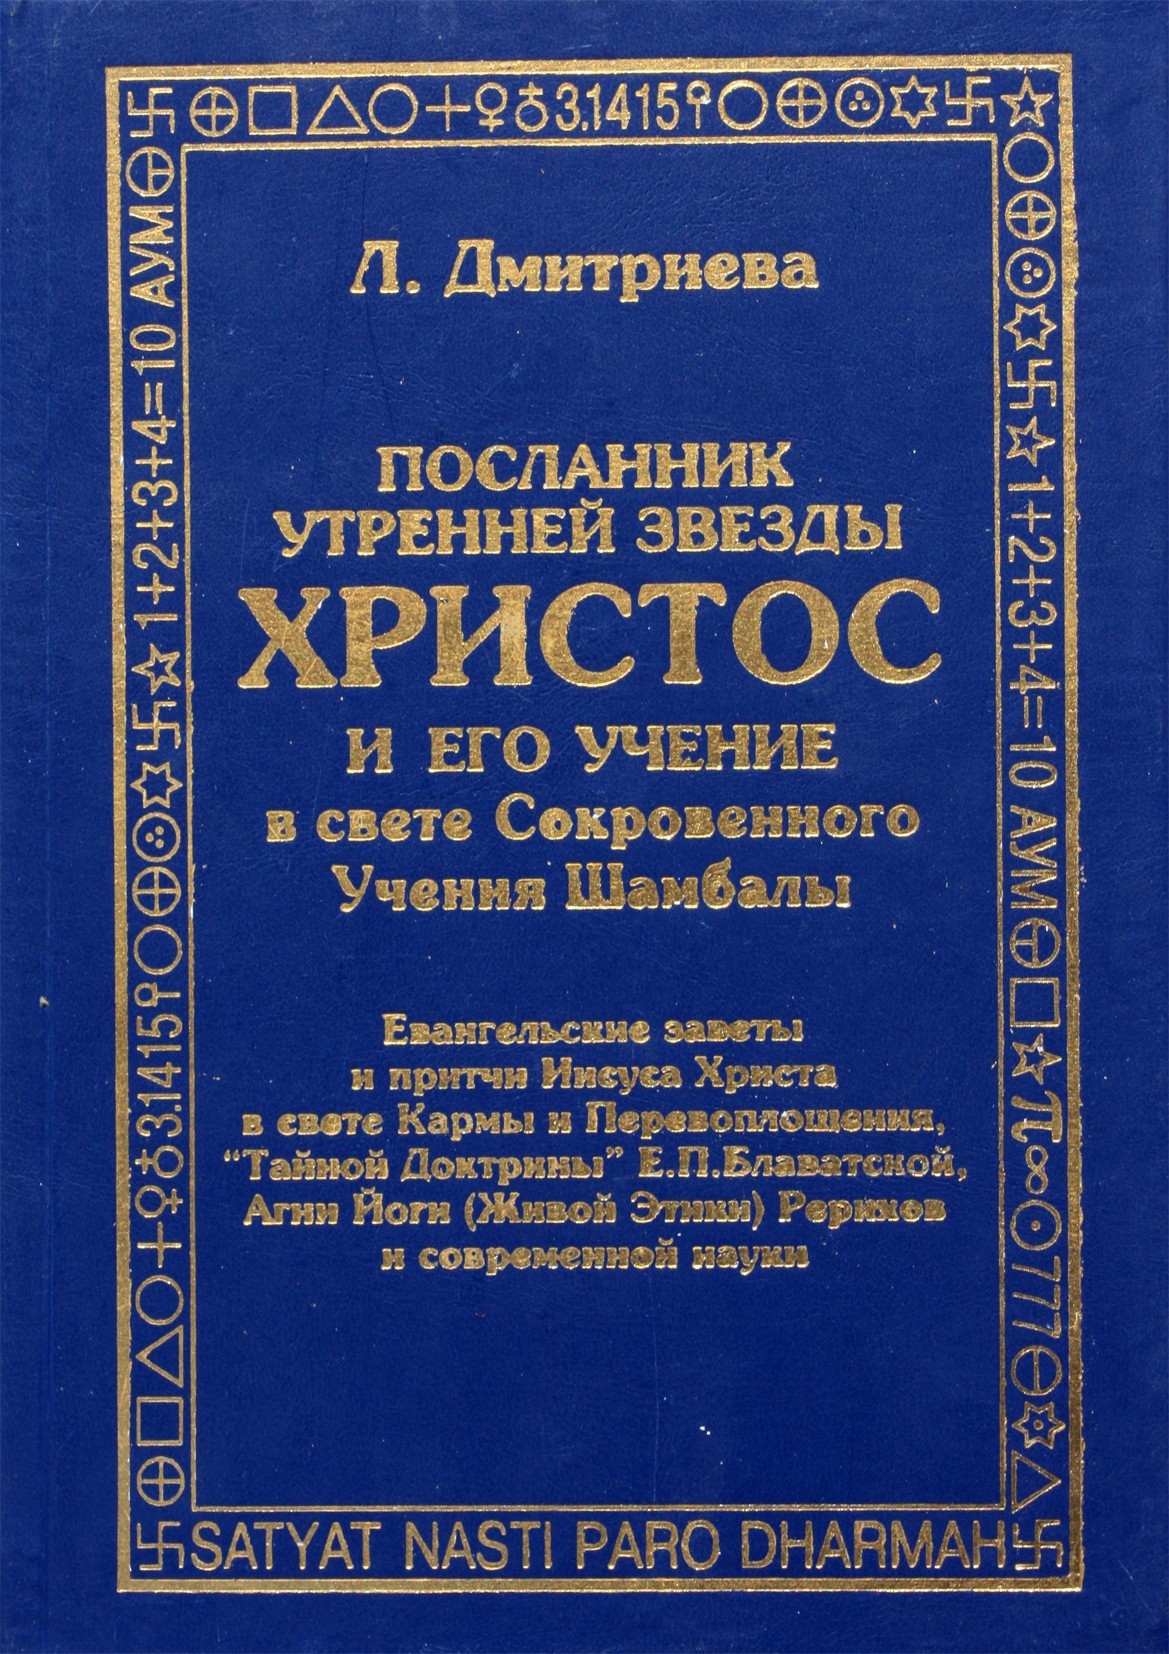 3.1415
Л. Дмитриева
ПОСЛАННИК
УТРЕННЕЙ ЗВЕЗДЫ
ХРИСТОС
И ЕГО УЧЕНИЕ
в свете Сокровенного
Учения Шамбалы
Евангельские заветы
и притчи Иисуса Христа
в свете Кармы и Перевоплощения,
“Тайной Доктрины” Е.П.Блаватской,
Агни Йоги (Живой Этики) Рерихов
и современной науки
3.1415 1+2+3+4=10 АУМ
1+2+3+4=10 АУМ π ∞ 777
SATYAT NASTI PARO DHARMAH